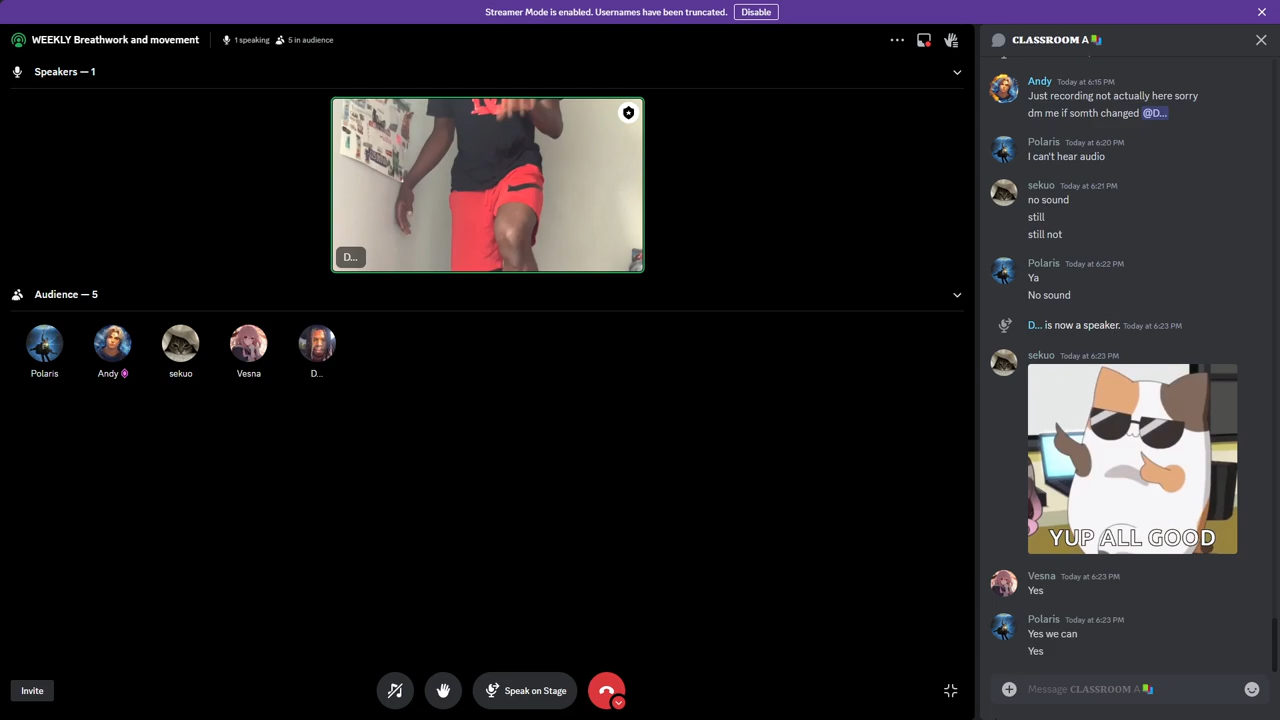 Streamer Mode is enabled. Usernames have been truncated. Disable
WEEKLY Breathwork and movement
1 speaking 5 in audience
Speakers — 1
D...
Audience — 5
Polaris
Andy
sekuo
Vesna
D...
Invite
Speak on Stage
CLASSROOM A
Andy Today at 6:15 PM
Just recording not actually here sorry
dm me if somth changed @D...
Polaris Today at 6:20 PM
I can't hear audio
sekuo Today at 6:21 PM
no sound
still
still not
Polaris Today at 6:22 PM
Ya
No sound
D... is now a speaker. Today at 6:23 PM
sekuo Today at 6:23 PM
YUP ALL GOOD
Vesna Today at 6:23 PM
Yes
Polaris Today at 6:23 PM
Yes we can
Yes
Message CLASSROOM A